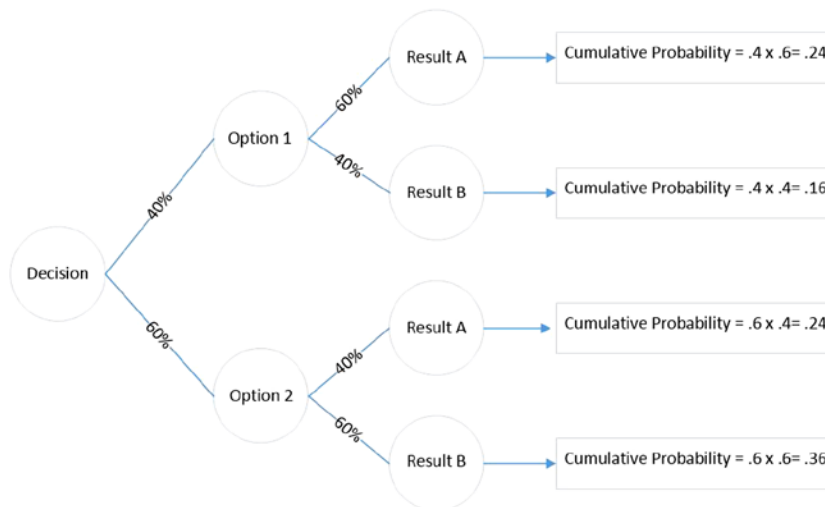 Decision
40%
60%
Option 1
60%
40%
Result A
Cumulative Probability = .4 x .6= .24
Result B
Cumulative Probability = .4 x .4= .16
Option 2
40%
60%
Result A
Cumulative Probability = .6 x .4= .24
Result B
Cumulative Probability = .6 x .6= .36